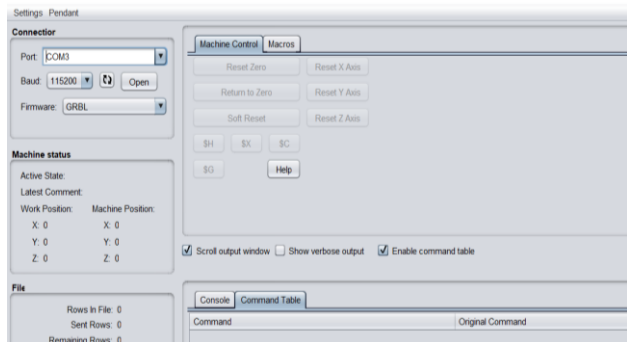 Settings Pendant
Connection
Port: COM3
Baud: 115200 Open
Firmware: GRBL
Machine status
Active State:
Latest Comment:
Work Position: Machine Position:
X: 0 X: 0
Y: 0 Y: 0
Z: 0 Z: 0
File
Rows In File: 0
Sent Rows: 0
Remaining Rows: 0
Machine Control Macros
Reset Zero Reset X Axis
Return to Zero Reset Y Axis
Soft Reset Reset Z Axis
$H $X $C
$G Help
Scroll output window Show verbose output Enable command table
Console Command Table
Command Original Command